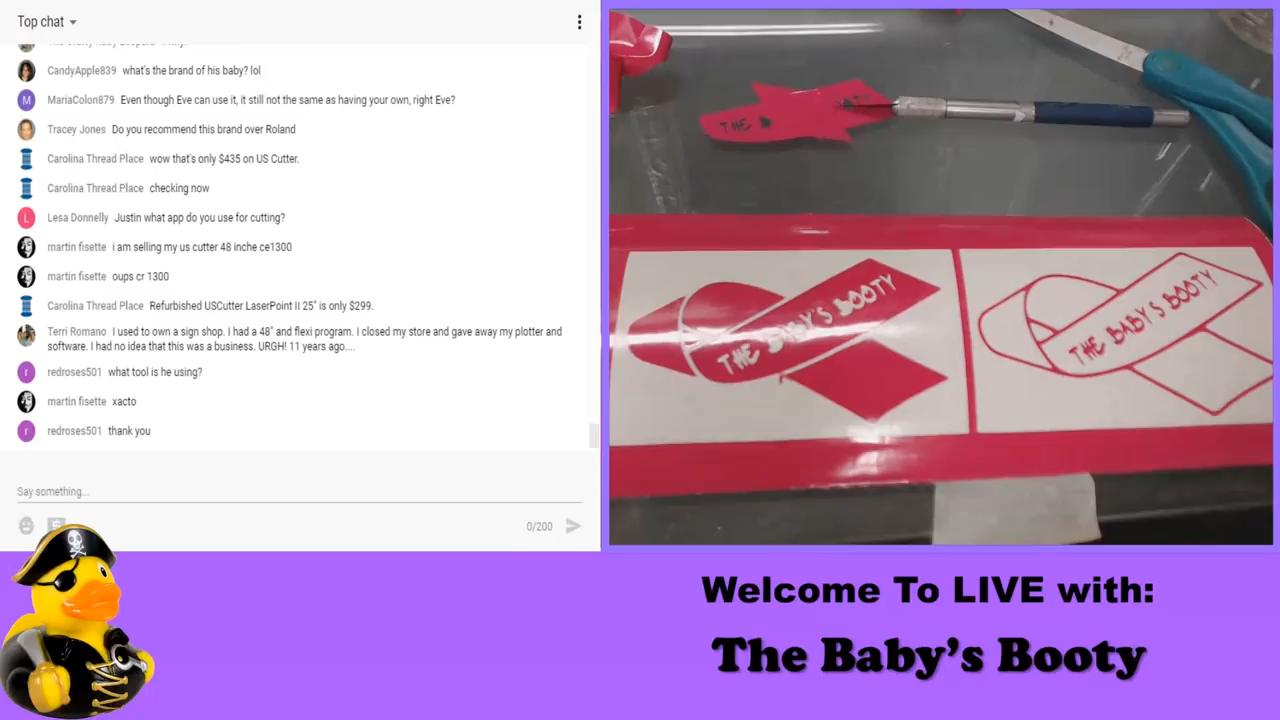 Top chat
CandyApple839 what's the brand of his baby? lol
M MariaColon879 Even though Eve can use it, it still not the same as having your own, right Eve?
Tracey Jones Do you recommend this brand over Roland
Carolina Thread Place wow that's only $435 on US Cutter.
Carolina Thread Place checking now
L Lesa Donnelly Justin what app do you use for cutting?
martin fisette i am selling my us cutter 48 inche ce1300
martin fisette oups cr 1300
Carolina Thread Place Refurbished USCutter LaserPoint II 25" is only $299.
Terri Romano I used to own a sign shop. I had a 48" and flexi program. I closed my store and gave away my plotter and
software. I had no idea that this was a business. URGH! 11 years ago....
r redroses501 what tool is he using?
martin fisette xacto
r redroses501 thank you
Say something...
0/200
THE
THE BABY'S BOOTY
THE BABY'S BOOTY
Welcome To LIVE with:
The Baby's Booty